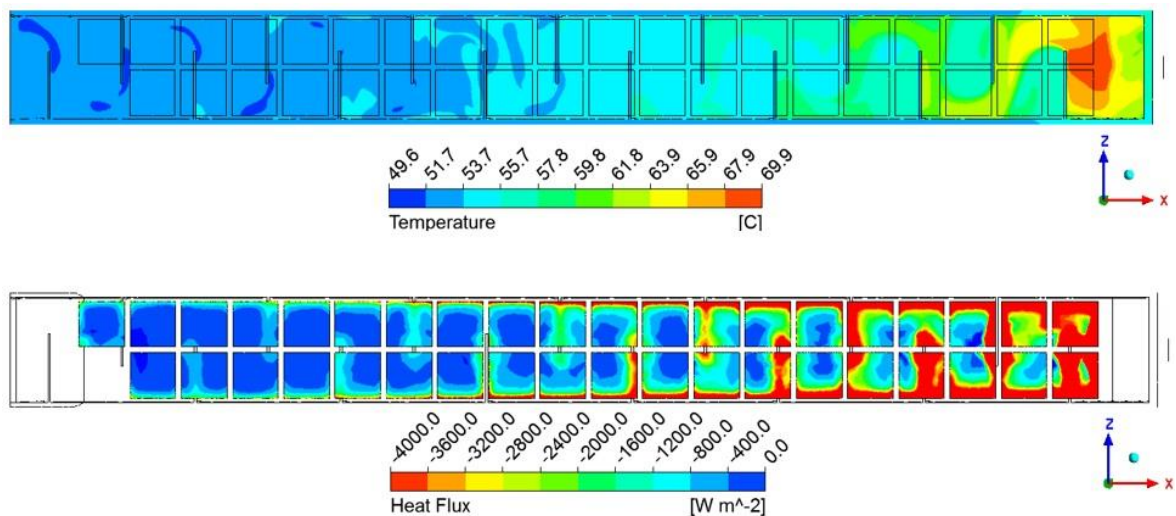 49.6 51.7 53.7 55.7 57.8 59.8 61.8 63.9 65.9 67.9 69.9
Temperature [C]
Z
X
-4000.0 -3600.0 -3200.0 -2800.0 -2400.0 -2000.0 -1600.0 -1200.0 -800.0 -400.0 0.0
Heat Flux [W m^-2]
Z
X